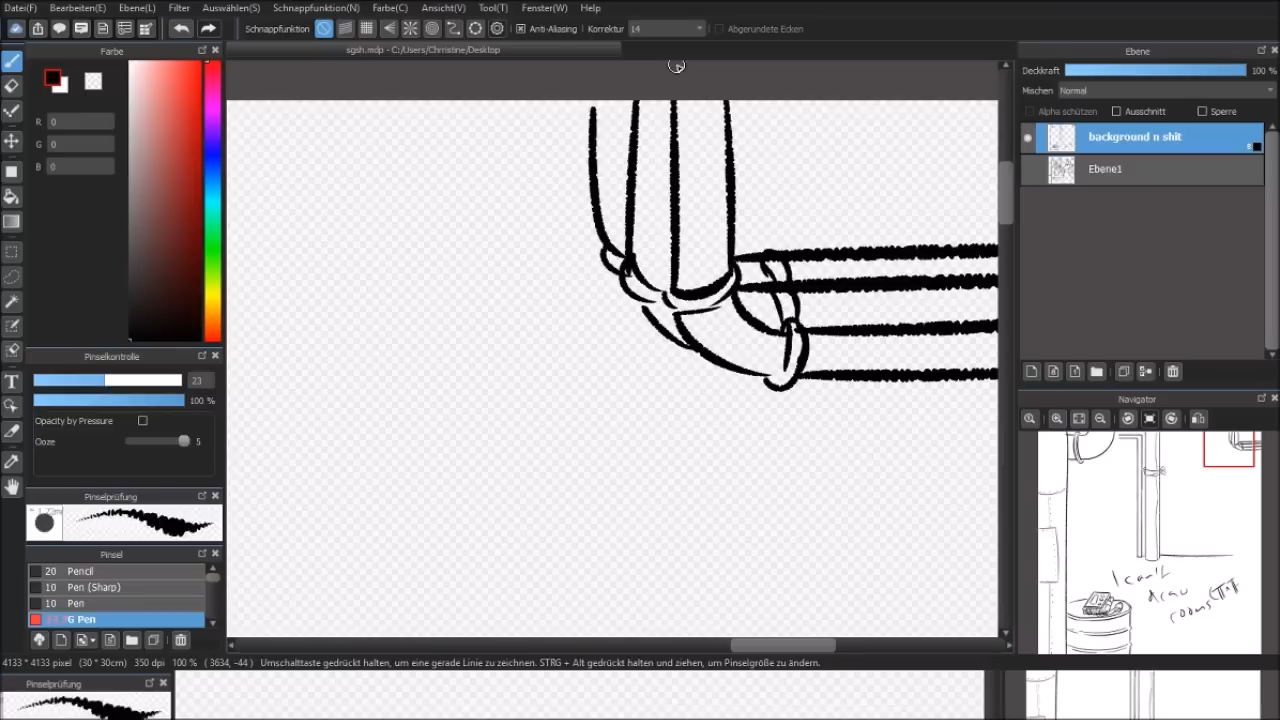 Datei(F) Bearbeiten(E) Ebene(L) Filter Auswählen(S) Schnappfunktion(N) Farbe(C) Ansicht(V) Tool(T) Fenster(W) Help
Schnappfunktion Anti-Aliasing Korrektur 14 Abgerundete Ecken
Farbe
sgsh.mdp - C:/Users/Chrristine/Desktop
Ebene
Deckkraft 100 %
Mischen Normal
Alpha schützen Ausschnitt Sperre
background n shit
8
Ebene1
R 0
G 0
B 0
Pinselkontrolle
23
100 %
Opacity by Pressure
Ooze 5
Navigator
Pinselprüfung
Pinsel
20 Pencil
10 Pen (Sharp)
10 Pen
G Pen
I can't
draw
rooms
4133 * 4133 pixel (30 * 30cm) 350 dpi 100 % ( 3634, -44 ) Umschalttaste gedrückt halten, um eine gerade Linie zu zeichnen. STRG + Alt gedrückt halten und ziehen, um Pinselgröße zu ändern.
Pinselprüfung